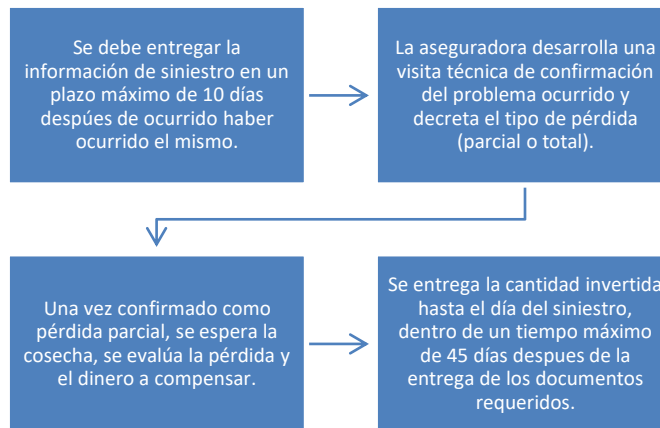 Se debe entregar la
información de siniestro en un
plazo máximo de 10 días
despúes de ocurrido haber
ocurrido el mismo.
La aseguradora desarrolla una
visita técnica de confirmación
del problema ocurrido y
decreta el tipo de pérdida
(parcial o total).
Una vez confirmado como
pérdida parcial, se espera la
cosecha, se evalúa la pérdida y
el dinero a compensar.
Se entrega la cantidad invertida
hasta el día del siniestro,
dentro de un tiempo máximo
de 45 días despues de la
entrega de los documentos
requeridos.